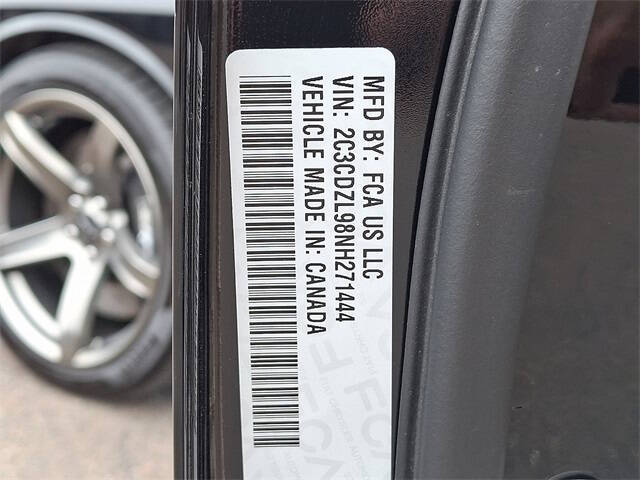 MFD BY: FCA US LLC
VIN: 2C3CDZL98NH271444
VEHICLE MADE IN: CANADA